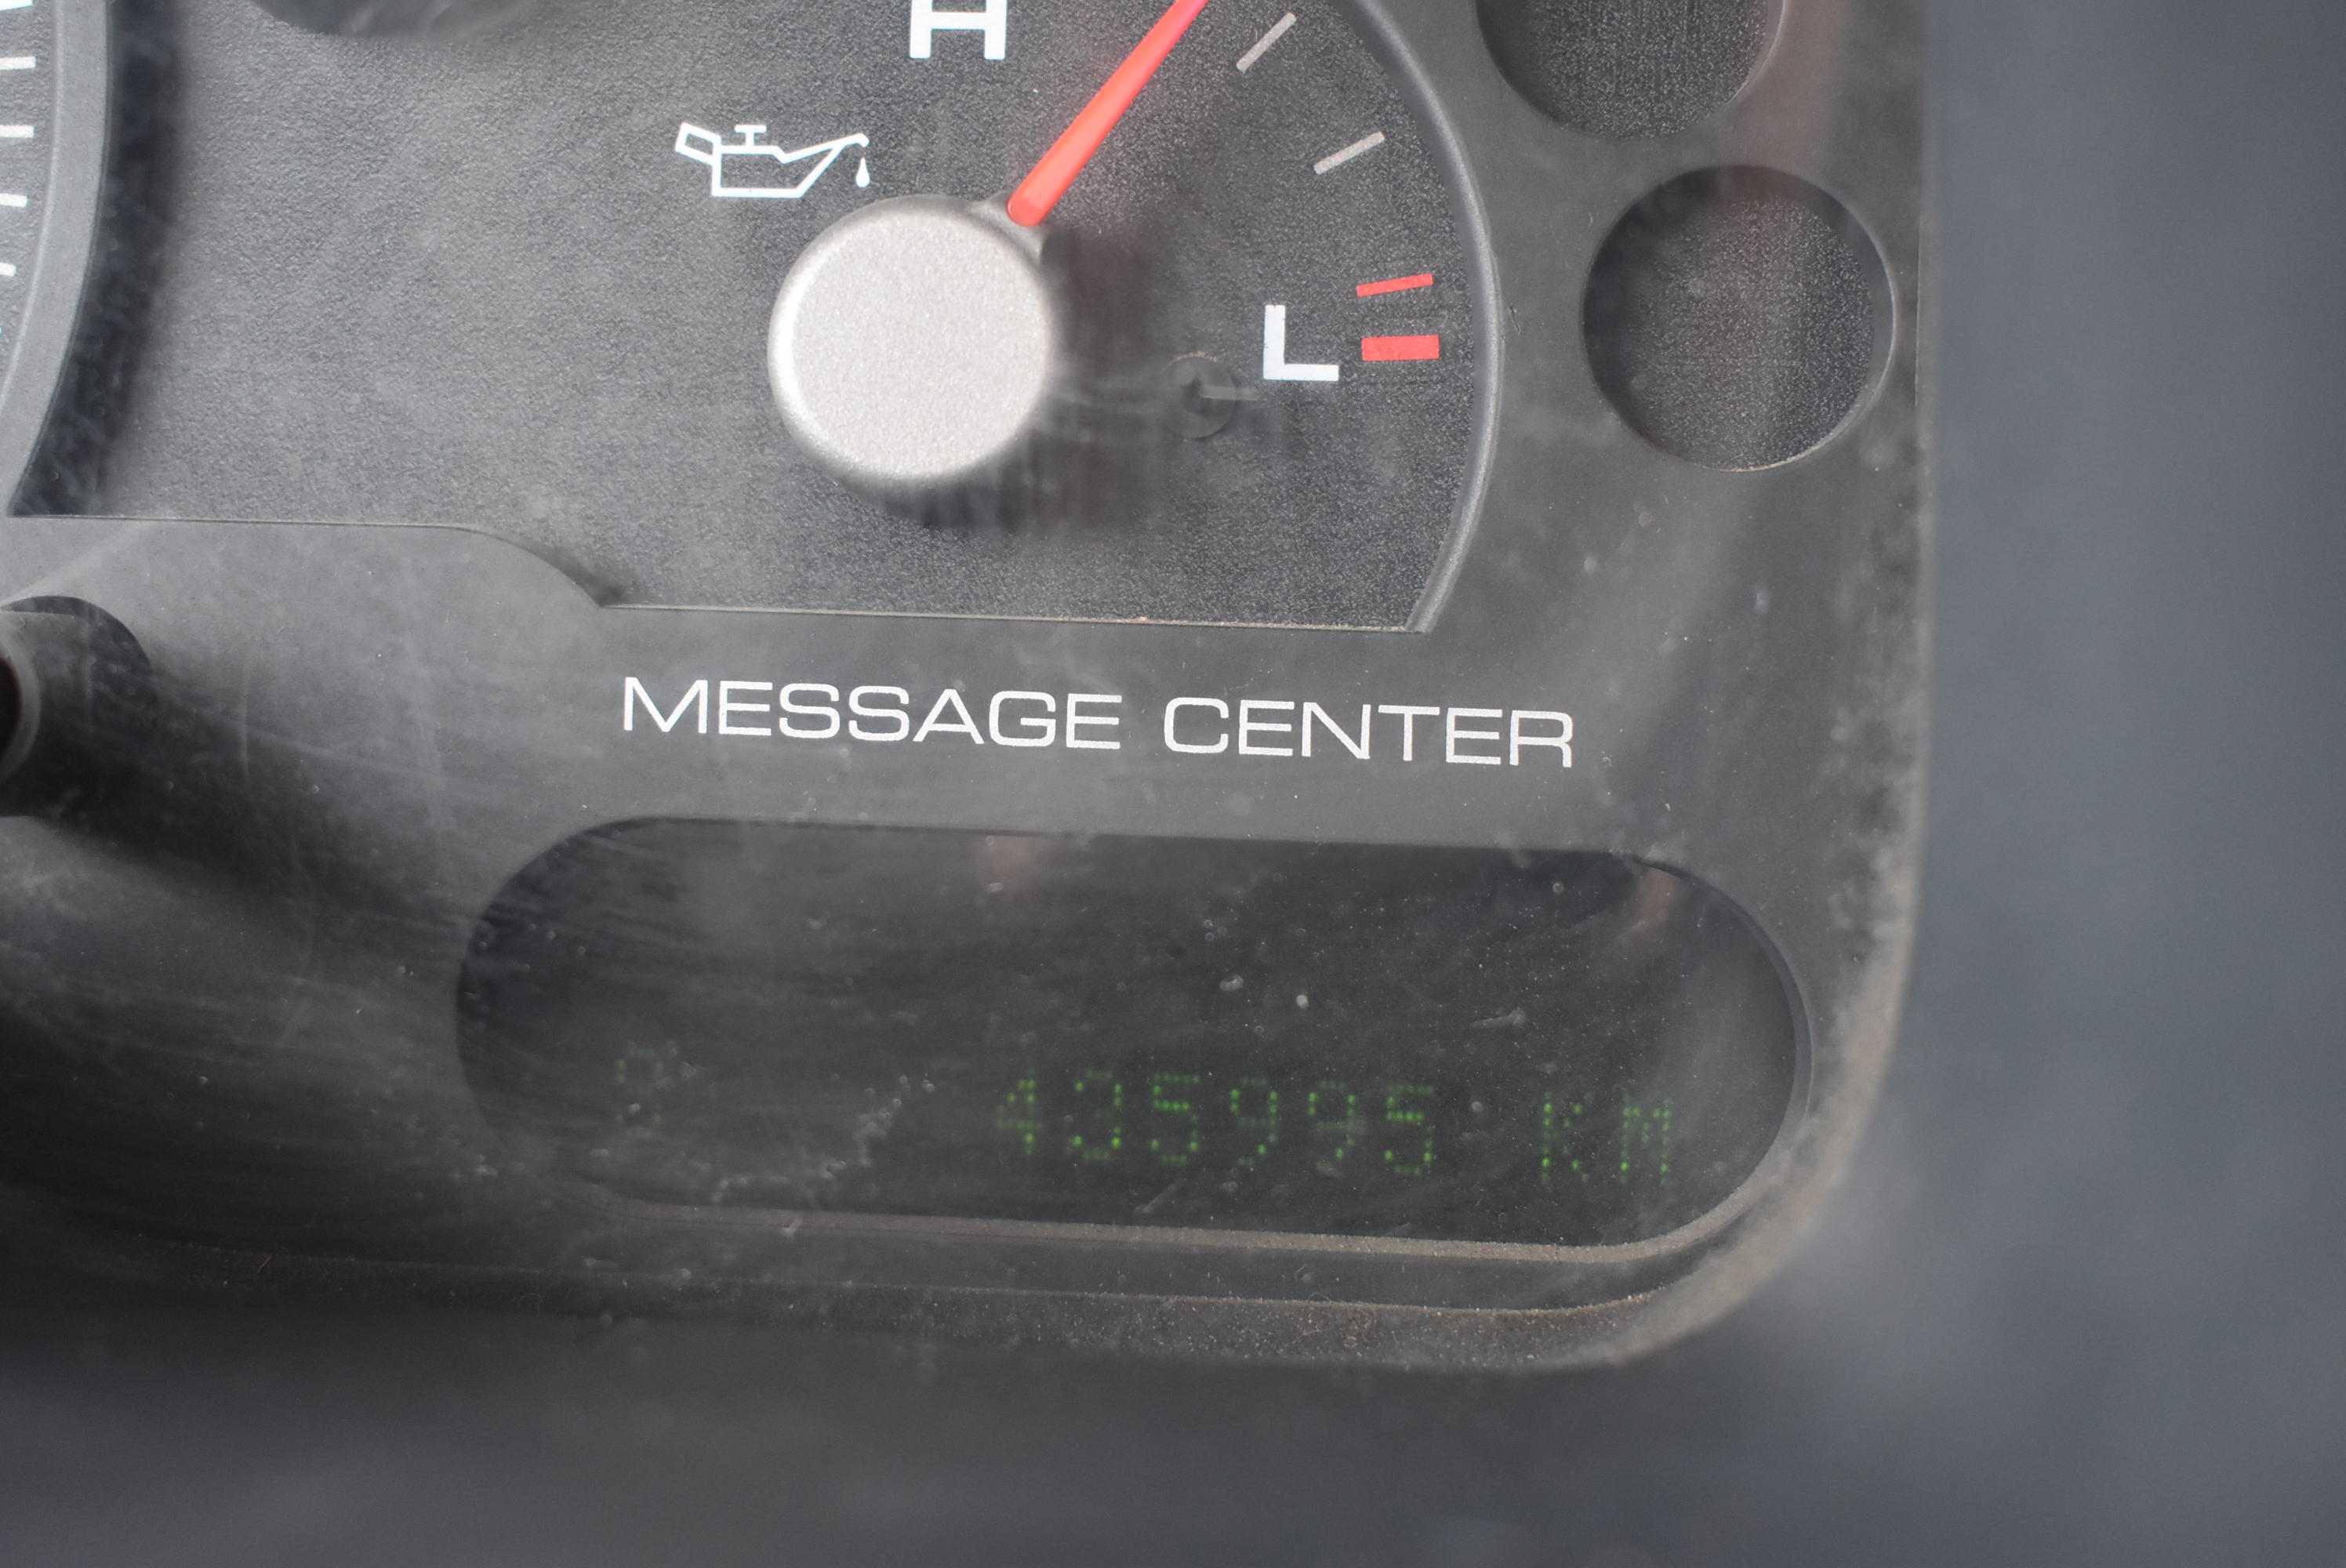 H
L
MESSAGE CENTER
435995 KM